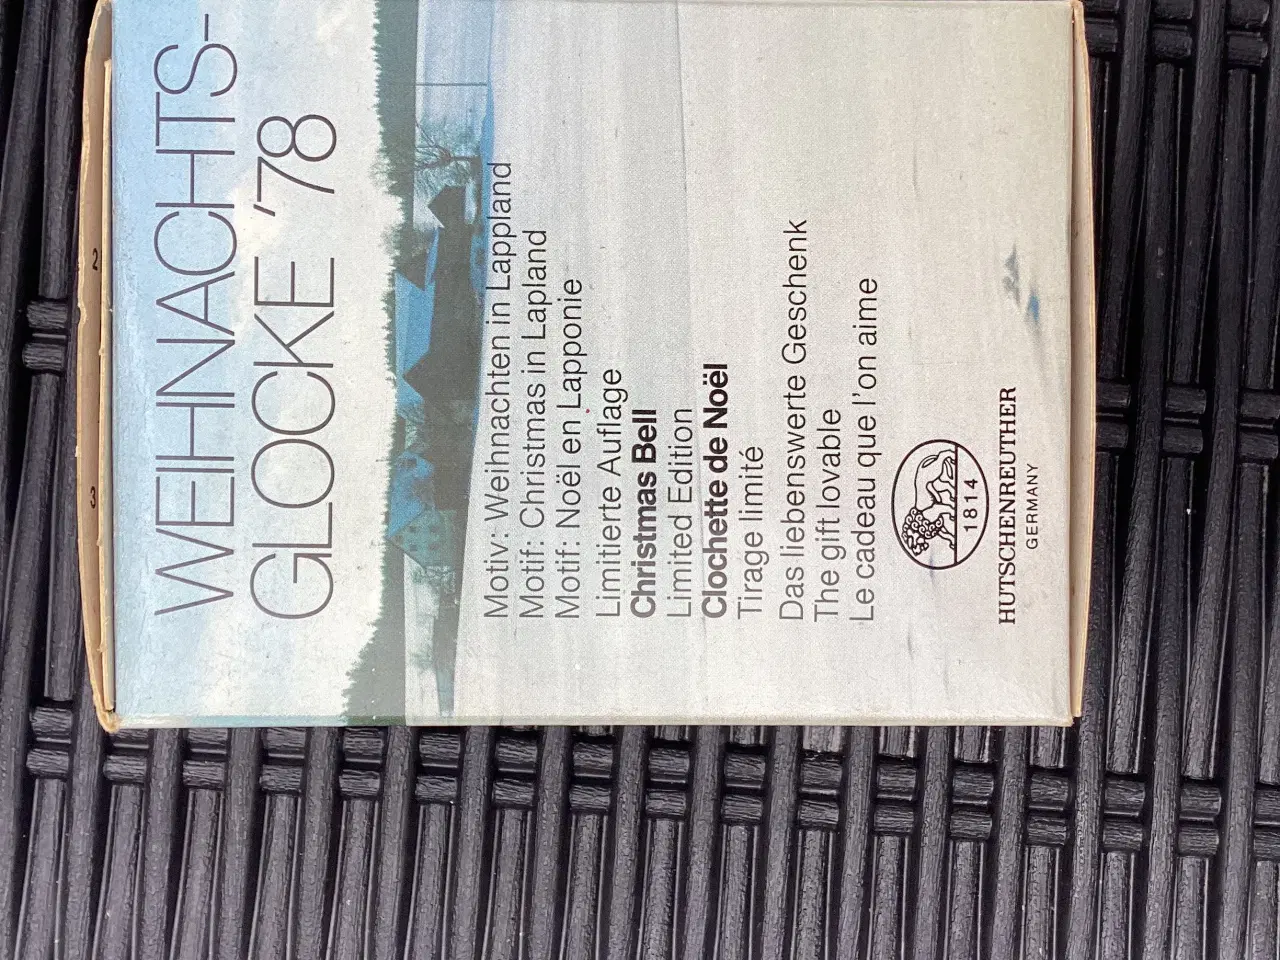 WEIHNACHTS-
GLOCKE '78
Motiv: Weihnachten in Lappland
Motif: Christmas in Lapland
Motif: Noël en Lapponie
Limitierte Auflage
Christmas Bell
Limited Edition
Clochette de Noël
Tirage limité
Das liebenswerte Geschenk
The gift lovable
Le cadeau que l'on aime
1814
HUTSCHENREUTHER
GERMANY
3
2